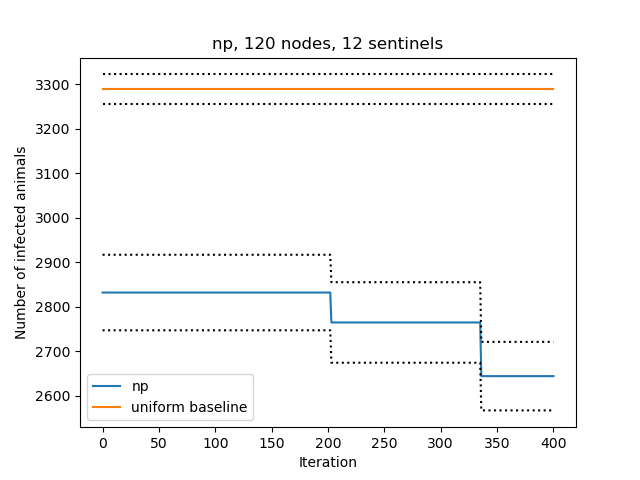 np, 120 nodes, 12 sentinels
Number of infected animals
3300
3200
3100
3000
2900
2800
2700
2600
np
uniform baseline
0 50 100 150 200 250 300 350 400
Iteration